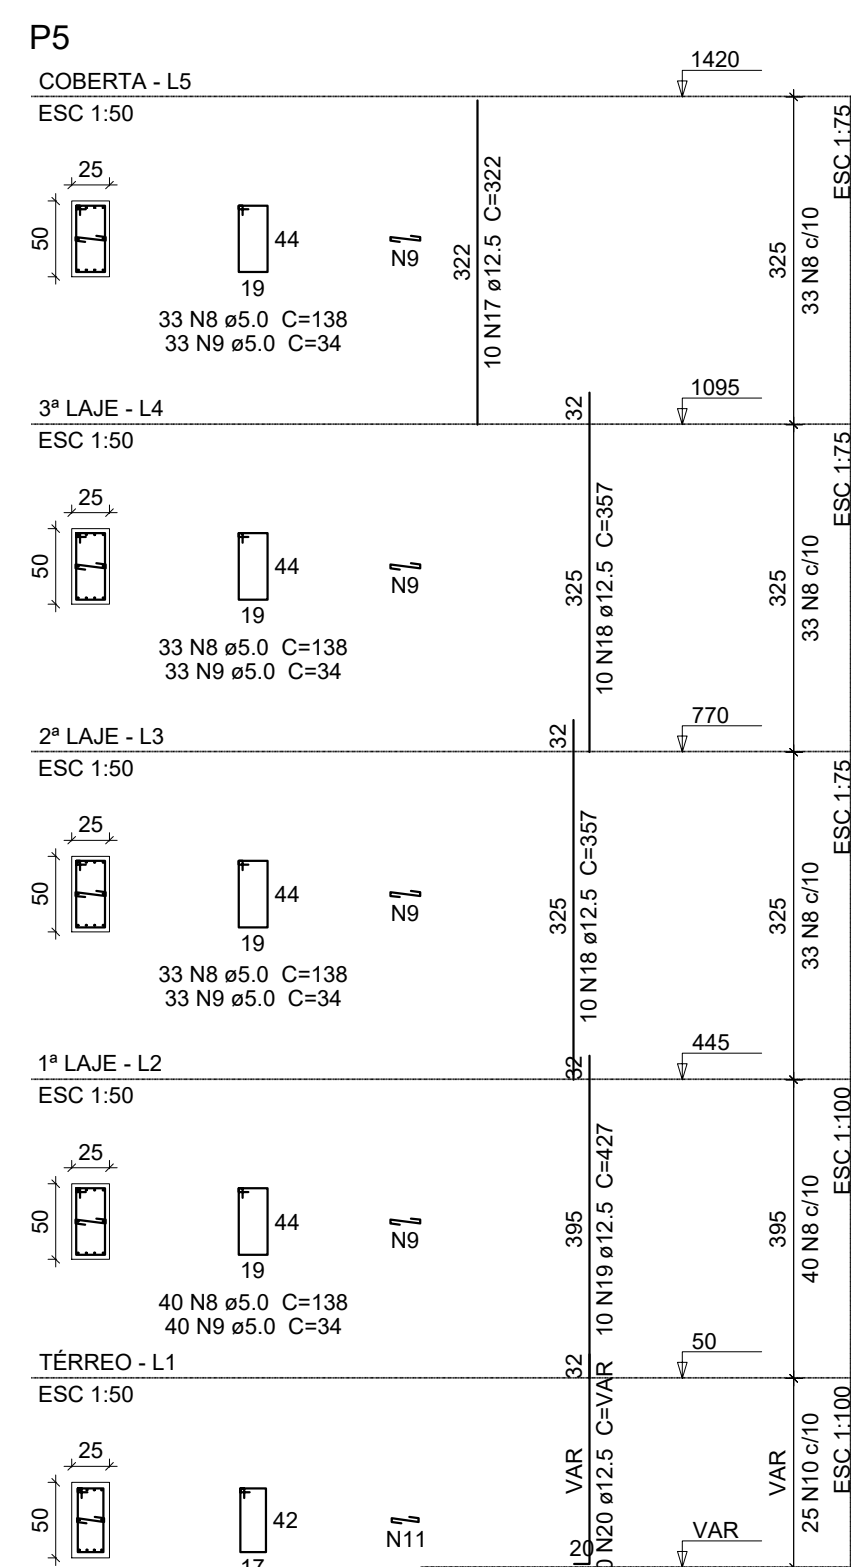 P5
COBERTA - L5
1420
ESC 1:50
ESC 1:75
25
50
44
19
N9
322
10 N17 ø12.5 C=322
325
33 N8 c/10
33 N8 ø5.0 C=138
33 N9 ø5.0 C=34
3ª LAJE - L4
32
1095
ESC 1:50
ESC 1:75
25
50
44
19
N9
325
10 N18 ø12.5 C=357
325
33 N8 c/10
33 N8 ø5.0 C=138
33 N9 ø5.0 C=34
2ª LAJE - L3
32
770
ESC 1:50
ESC 1:75
25
50
44
19
N9
325
10 N18 ø12.5 C=357
325
33 N8 c/10
33 N8 ø5.0 C=138
33 N9 ø5.0 C=34
1ª LAJE - L2
32
445
ESC 1:50
ESC 1:100
25
50
44
19
N9
395
10 N19 ø12.5 C=427
395
40 N8 c/10
40 N8 ø5.0 C=138
40 N9 ø5.0 C=34
TÉRREO - L1
32
50
ESC 1:50
ESC 1:100
25
50
42
17
N11
VAR
N20 ø12.5 C=VAR
VAR
25 N10 c/10
20
VAR